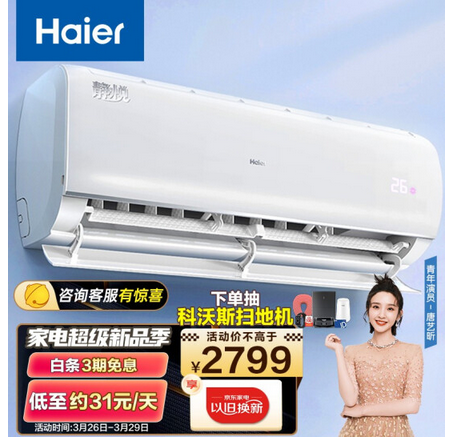 Haier
静悦
Haier
26
咨询客服有惊喜
下单抽
科沃斯扫地机
青年演员-唐艺昕
家电超级新品季
白条 3期免息
低至约31元/天
活动时间:3月26日-3月29日
活动价不高于
¥2799
享
京东家电
以旧换新